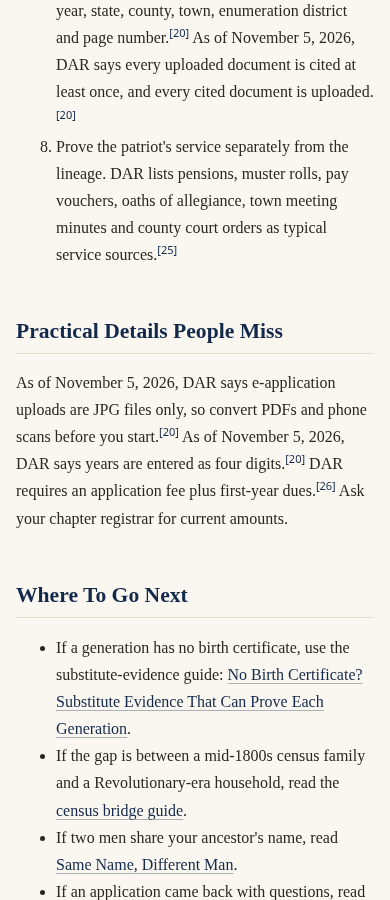 year, state, county, town, enumeration district
and page number.[20] As of November 5, 2026,
DAR says every uploaded document is cited at
least once, and every cited document is uploaded.
[20]
8. Prove the patriot's service separately from the
lineage. DAR lists pensions, muster rolls, pay
vouchers, oaths of allegiance, town meeting
minutes and county court orders as typical
service sources.[25]
Practical Details People Miss
As of November 5, 2026, DAR says e-application
uploads are JPG files only, so convert PDFs and phone
scans before you start.[20] As of November 5, 2026,
DAR says years are entered as four digits.[20] DAR
requires an application fee plus first-year dues.[26] Ask
your chapter registrar for current amounts.
Where To Go Next
• If a generation has no birth certificate, use the
substitute-evidence guide: No Birth Certificate?
Substitute Evidence That Can Prove Each
Generation.
• If the gap is between a mid-1800s census family
and a Revolutionary-era household, read the
census bridge guide.
• If two men share your ancestor's name, read
Same Name, Different Man.
• If an application came back with questions, read